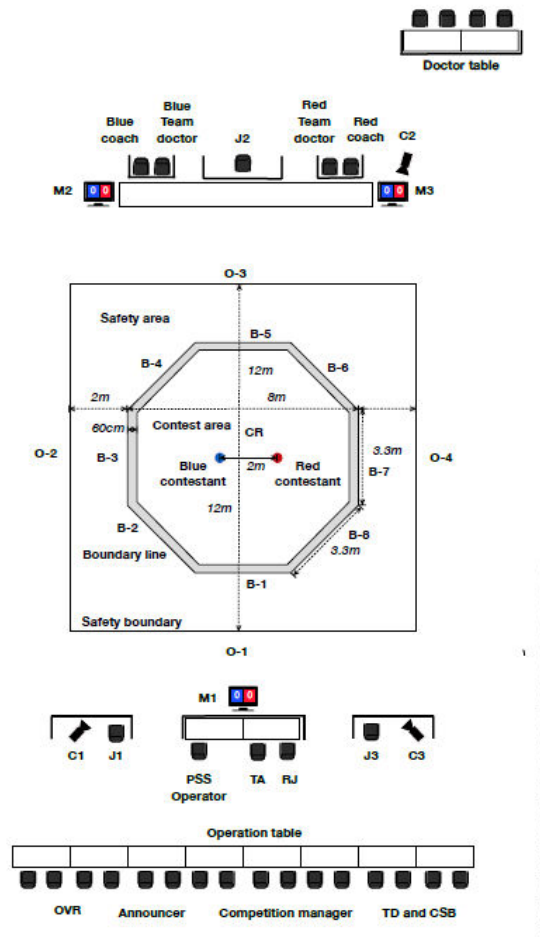 Doctor table
Blue coach
Blue Team doctor
J2
Red Team doctor
Red coach
C2
M2
0 0
0 0
M3
O-3
Safety area
B-5
B-4
B-6
12m
2m
8m
60cm
Contest area
CR
O-2
B-3
3.3m
O-4
Blue contestant
2m
Red contestant
B-7
12m
B-2
B-8
3.3m
Boundary line
B-1
Safety boundary
O-1
M1
0 0
C1
J1
PSS Operator
TA
RJ
J3
C3
Operation table
OVR
Announcer
Competition manager
TD and CSB